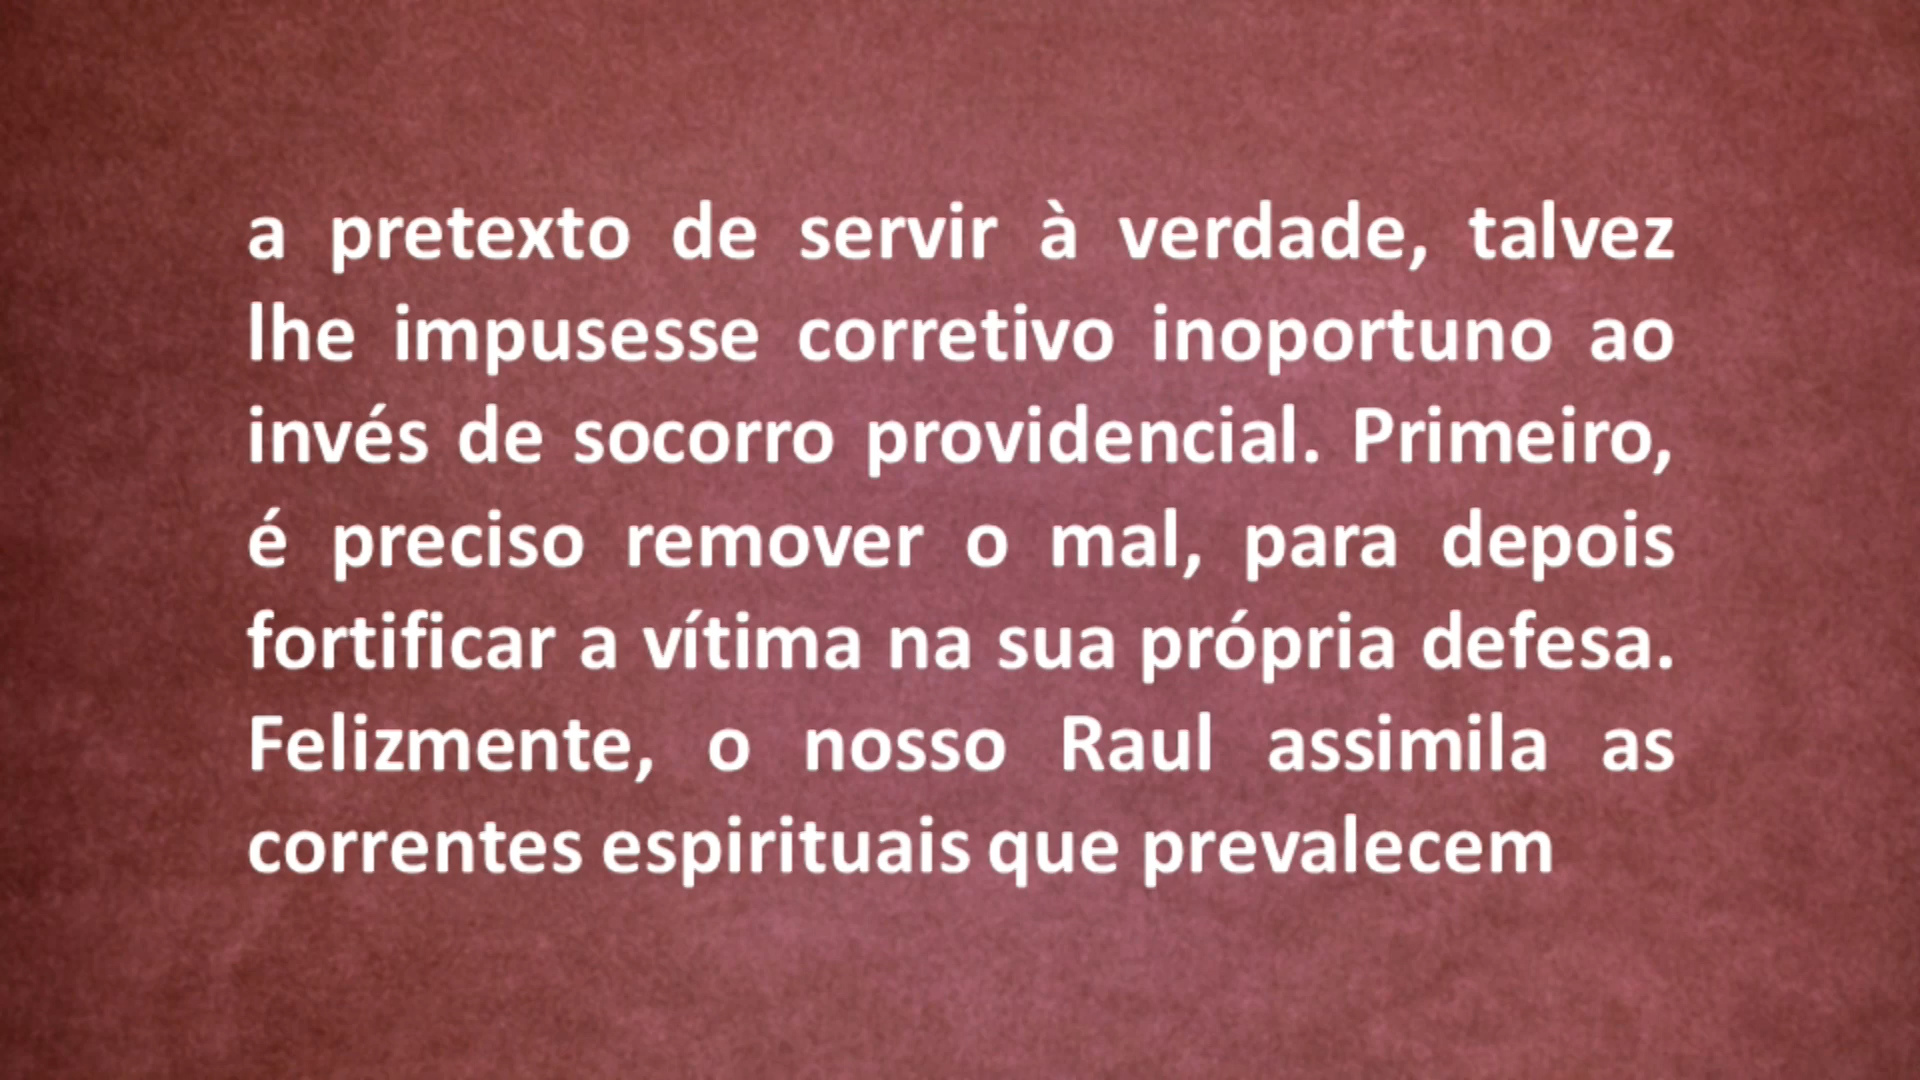 a pretexto de servir à verdade, talvez
lhe impusesse corretivo inoportuno ao
invés de socorro providencial. Primeiro,
é preciso remover o mal, para depois
fortificar a vítima na sua própria defesa.
Felizmente, o nosso Raul assimila as
correntes espirituais que prevalecem